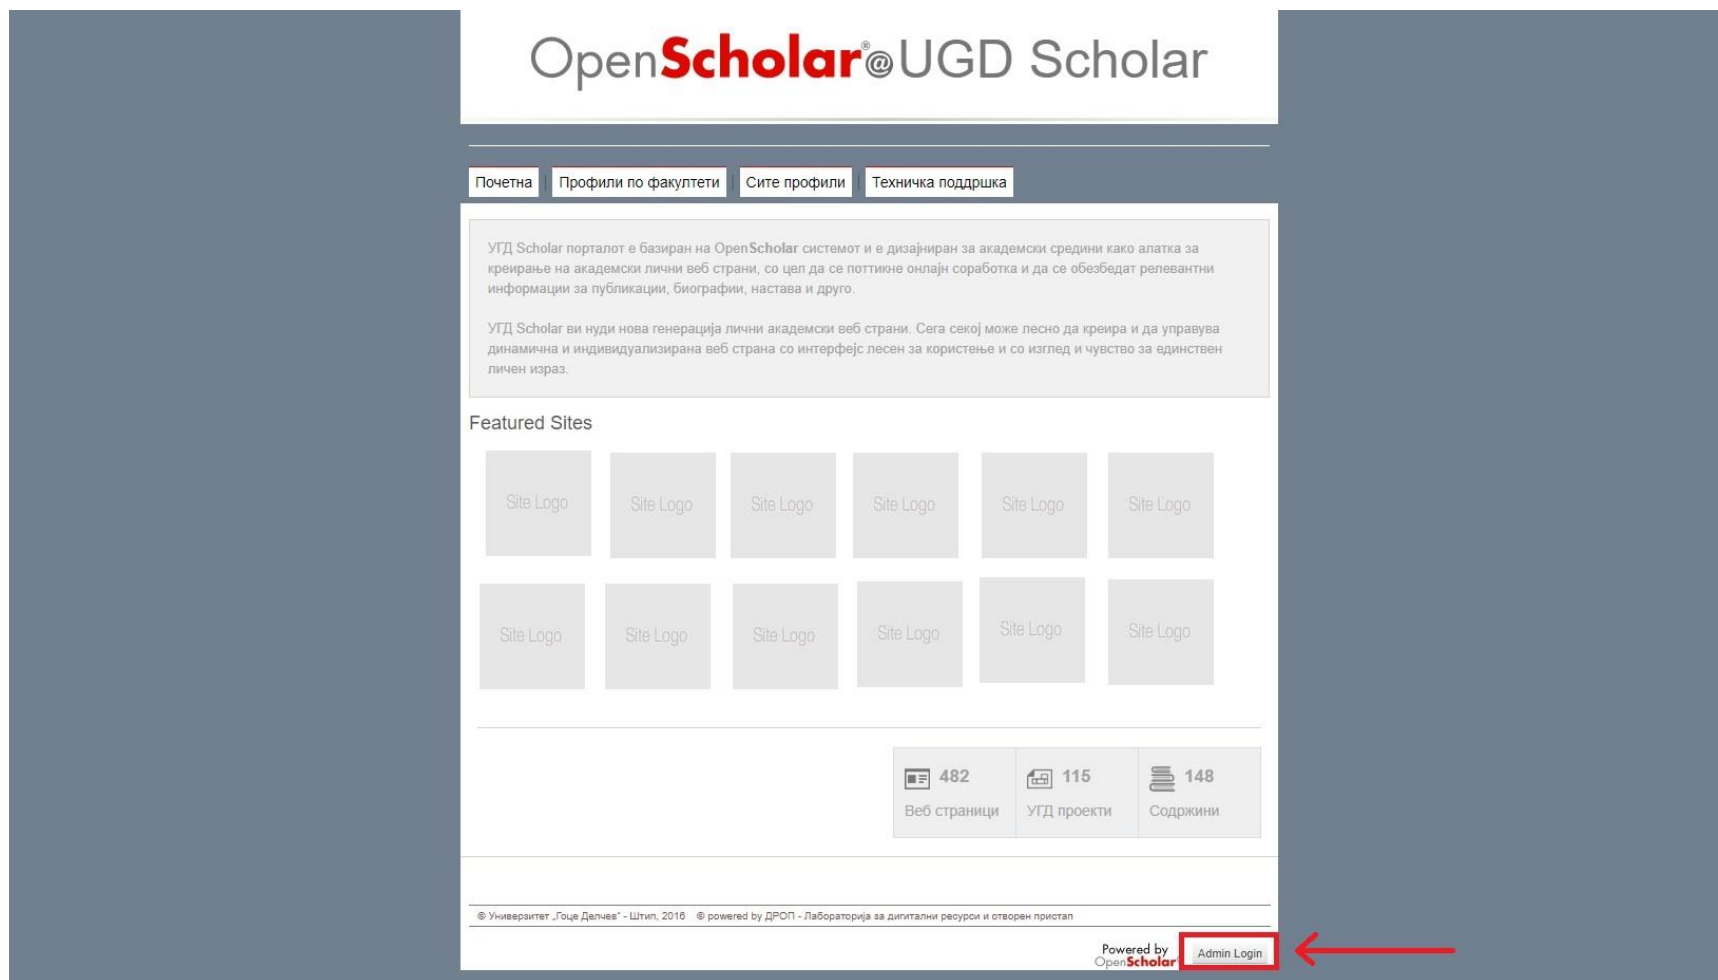 OpenScholar®@UGD Scholar
Почетна | Профили по факултети | Сите профили | Техничка поддршка
УГД Scholar порталот е базиран на OpenScholar системот и е дизајниран за академски средини како алатка за
креирање на академски лични веб страни, со цел да се поттикне онлајн соработка и да се обезбедат релевантни
информации за публикации, биографии, настава и друго.
УГД Scholar ви нуди нова генерација лични академски веб страни. Сега секој може лесно да креира и да управува
динамична и индивидуализирана веб страна со интерфејс лесен за користење и со изглед и чувство за единствен
личен израз.
Featured Sites
Site Logo Site Logo Site Logo Site Logo Site Logo Site Logo
Site Logo Site Logo Site Logo Site Logo Site Logo Site Logo
482 115 148
Веб страници УГД проекти Содржини
© Универзитет „Гоце Делчев" - Штип, 2016 © powered by ДРОП - Лабораторија за дигитални ресурси и отворен пристап
Powered by
OpenScholar
Admin Login